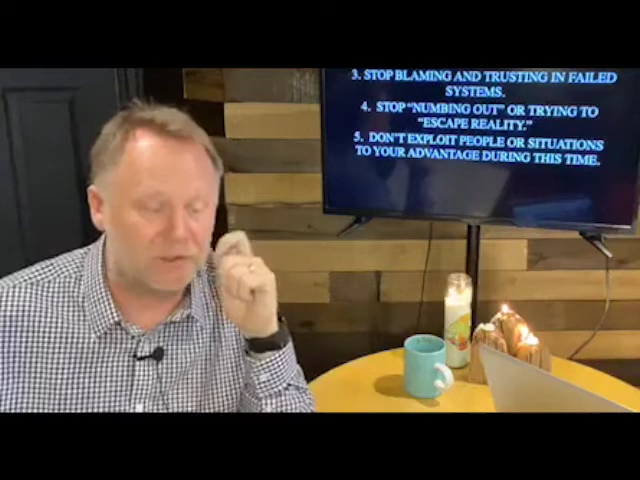 3. STOP BLAMING AND TRUSTING IN FAILED
SYSTEMS.
4. STOP “NUMBING OUT” OR TRYING TO
“ESCAPE REALITY.”
5. DON’T EXPLOIT PEOPLE OR SITUATIONS
TO YOUR ADVANTAGE DURING THIS TIME.